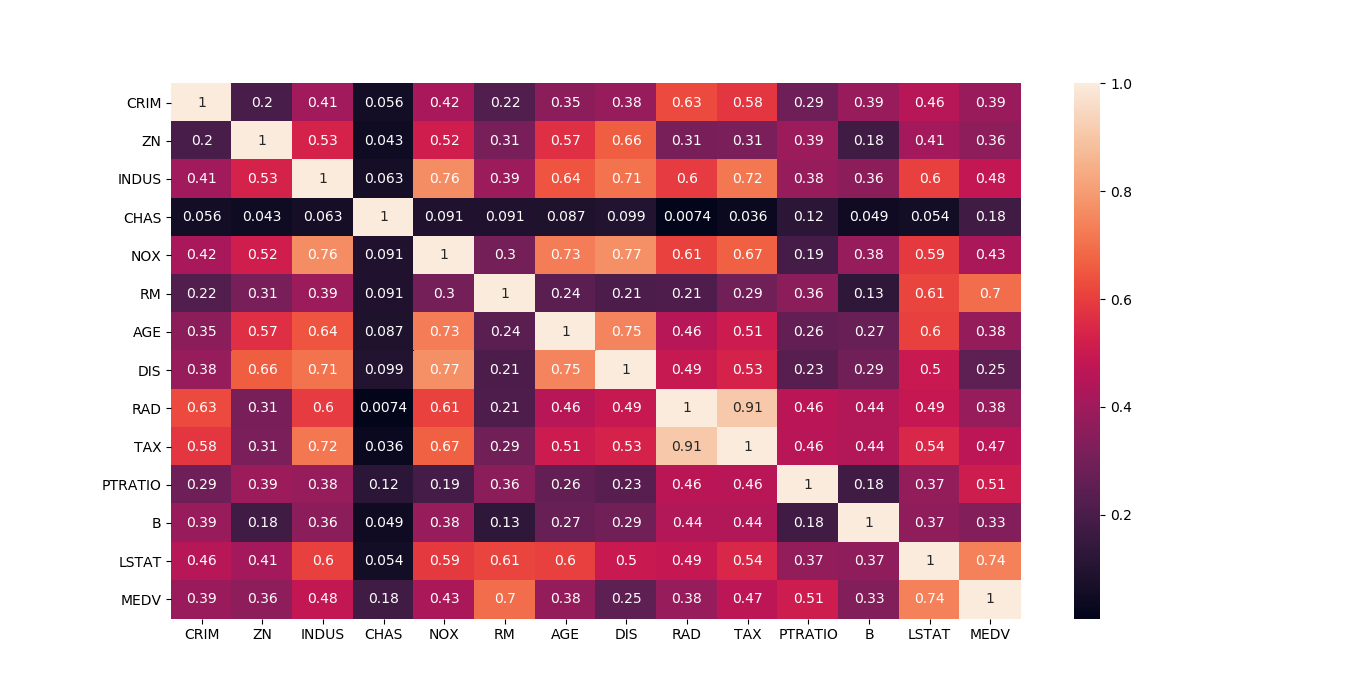 1.0
CRIM 1 0.2 0.41 0.056 0.42 0.22 0.35 0.38 0.63 0.58 0.29 0.39 0.46 0.39
ZN 0.2 1 0.53 0.043 0.52 0.31 0.57 0.66 0.31 0.31 0.39 0.18 0.41 0.36
INDUS 0.41 0.53 1 0.063 0.76 0.39 0.64 0.71 0.6 0.72 0.38 0.36 0.6 0.48
0.8
CHAS 0.056 0.043 0.063 1 0.091 0.091 0.087 0.099 0.0074 0.036 0.12 0.049 0.054 0.18
NOX 0.42 0.52 0.76 0.091 1 0.3 0.73 0.77 0.61 0.67 0.19 0.38 0.59 0.43
RM 0.22 0.31 0.39 0.091 0.3 1 0.24 0.21 0.21 0.29 0.36 0.13 0.61 0.7
0.6
AGE 0.35 0.57 0.64 0.087 0.73 0.24 1 0.75 0.46 0.51 0.26 0.27 0.6 0.38
DIS 0.38 0.66 0.71 0.099 0.77 0.21 0.75 1 0.49 0.53 0.23 0.29 0.5 0.25
RAD 0.63 0.31 0.6 0.0074 0.61 0.21 0.46 0.49 1 0.91 0.46 0.44 0.49 0.38
0.4
TAX 0.58 0.31 0.72 0.036 0.67 0.29 0.51 0.53 0.91 1 0.46 0.44 0.54 0.47
PTRATIO 0.29 0.39 0.38 0.12 0.19 0.36 0.26 0.23 0.46 0.46 1 0.18 0.37 0.51
0.2
B 0.39 0.18 0.36 0.049 0.38 0.13 0.27 0.29 0.44 0.44 0.18 1 0.37 0.33
LSTAT 0.46 0.41 0.6 0.054 0.59 0.61 0.6 0.5 0.49 0.54 0.37 0.37 1 0.74
MEDV 0.39 0.36 0.48 0.18 0.43 0.7 0.38 0.25 0.38 0.47 0.51 0.33 0.74 1
CRIM ZN INDUS CHAS NOX RM AGE DIS RAD TAX PTRATIO B LSTAT MEDV